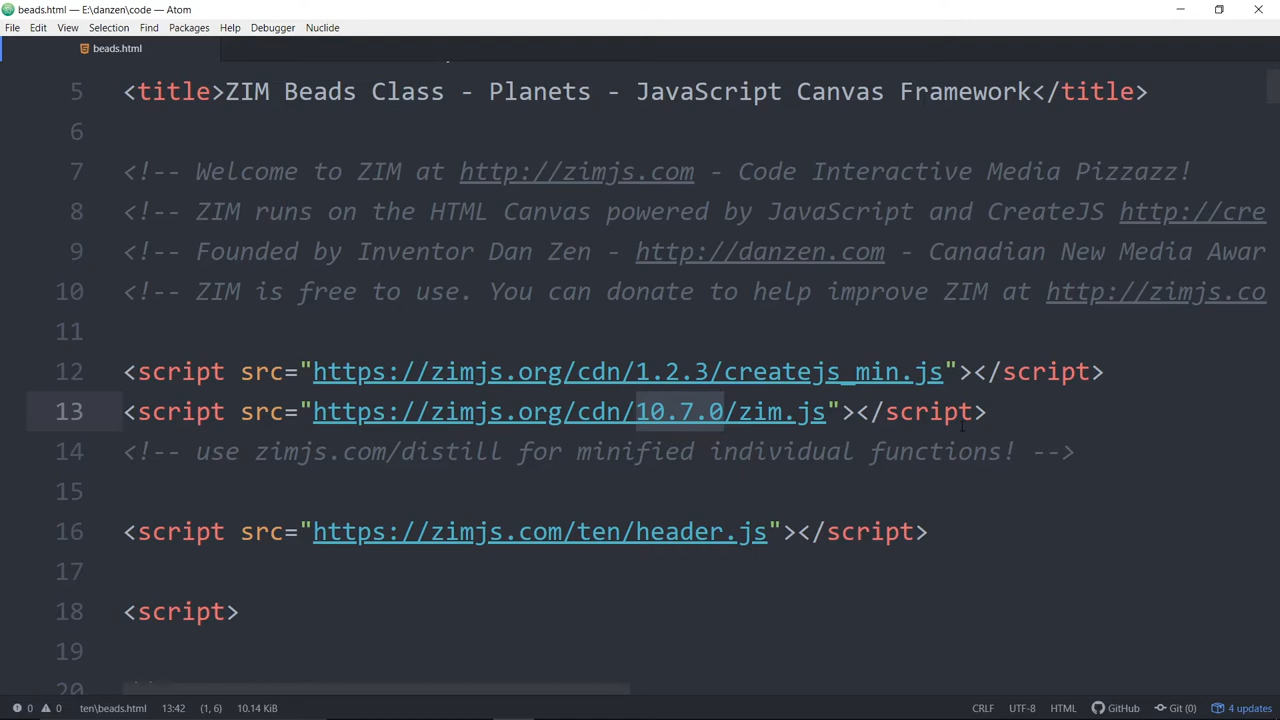 beads.html — E:\danzen\code — Atom
File Edit View Selection Find Packages Help Debugger Nuclide
beads.html
5 <title>ZIM Beads Class - Planets - JavaScript Canvas Framework</title>
6
7 <!-- Welcome to ZIM at http://zimjs.com - Code Interactive Media Pizzazz!
8 <!-- ZIM runs on the HTML Canvas powered by JavaScript and CreateJS http://cre
9 <!-- Founded by Inventor Dan Zen - http://danzen.com - Canadian New Media Awar
10 <!-- ZIM is free to use. You can donate to help improve ZIM at http://zimjs.co
11
12 <script src="https://zimjs.org/cdn/1.2.3/createjs_min.js"></script>
13 <script src="https://zimjs.org/cdn/10.7.0/zim.js"></script>
14 <!-- use zimjs.com/distill for minified individual functions! -->
15
16 <script src="https://zimjs.com/ten/header.js"></script>
17
18 <script>
19
20
0 0 ten\beads.html 13:42 (1, 6) 10.14 KiB CRLF UTF-8 HTML GitHub Git (0) 4 updates